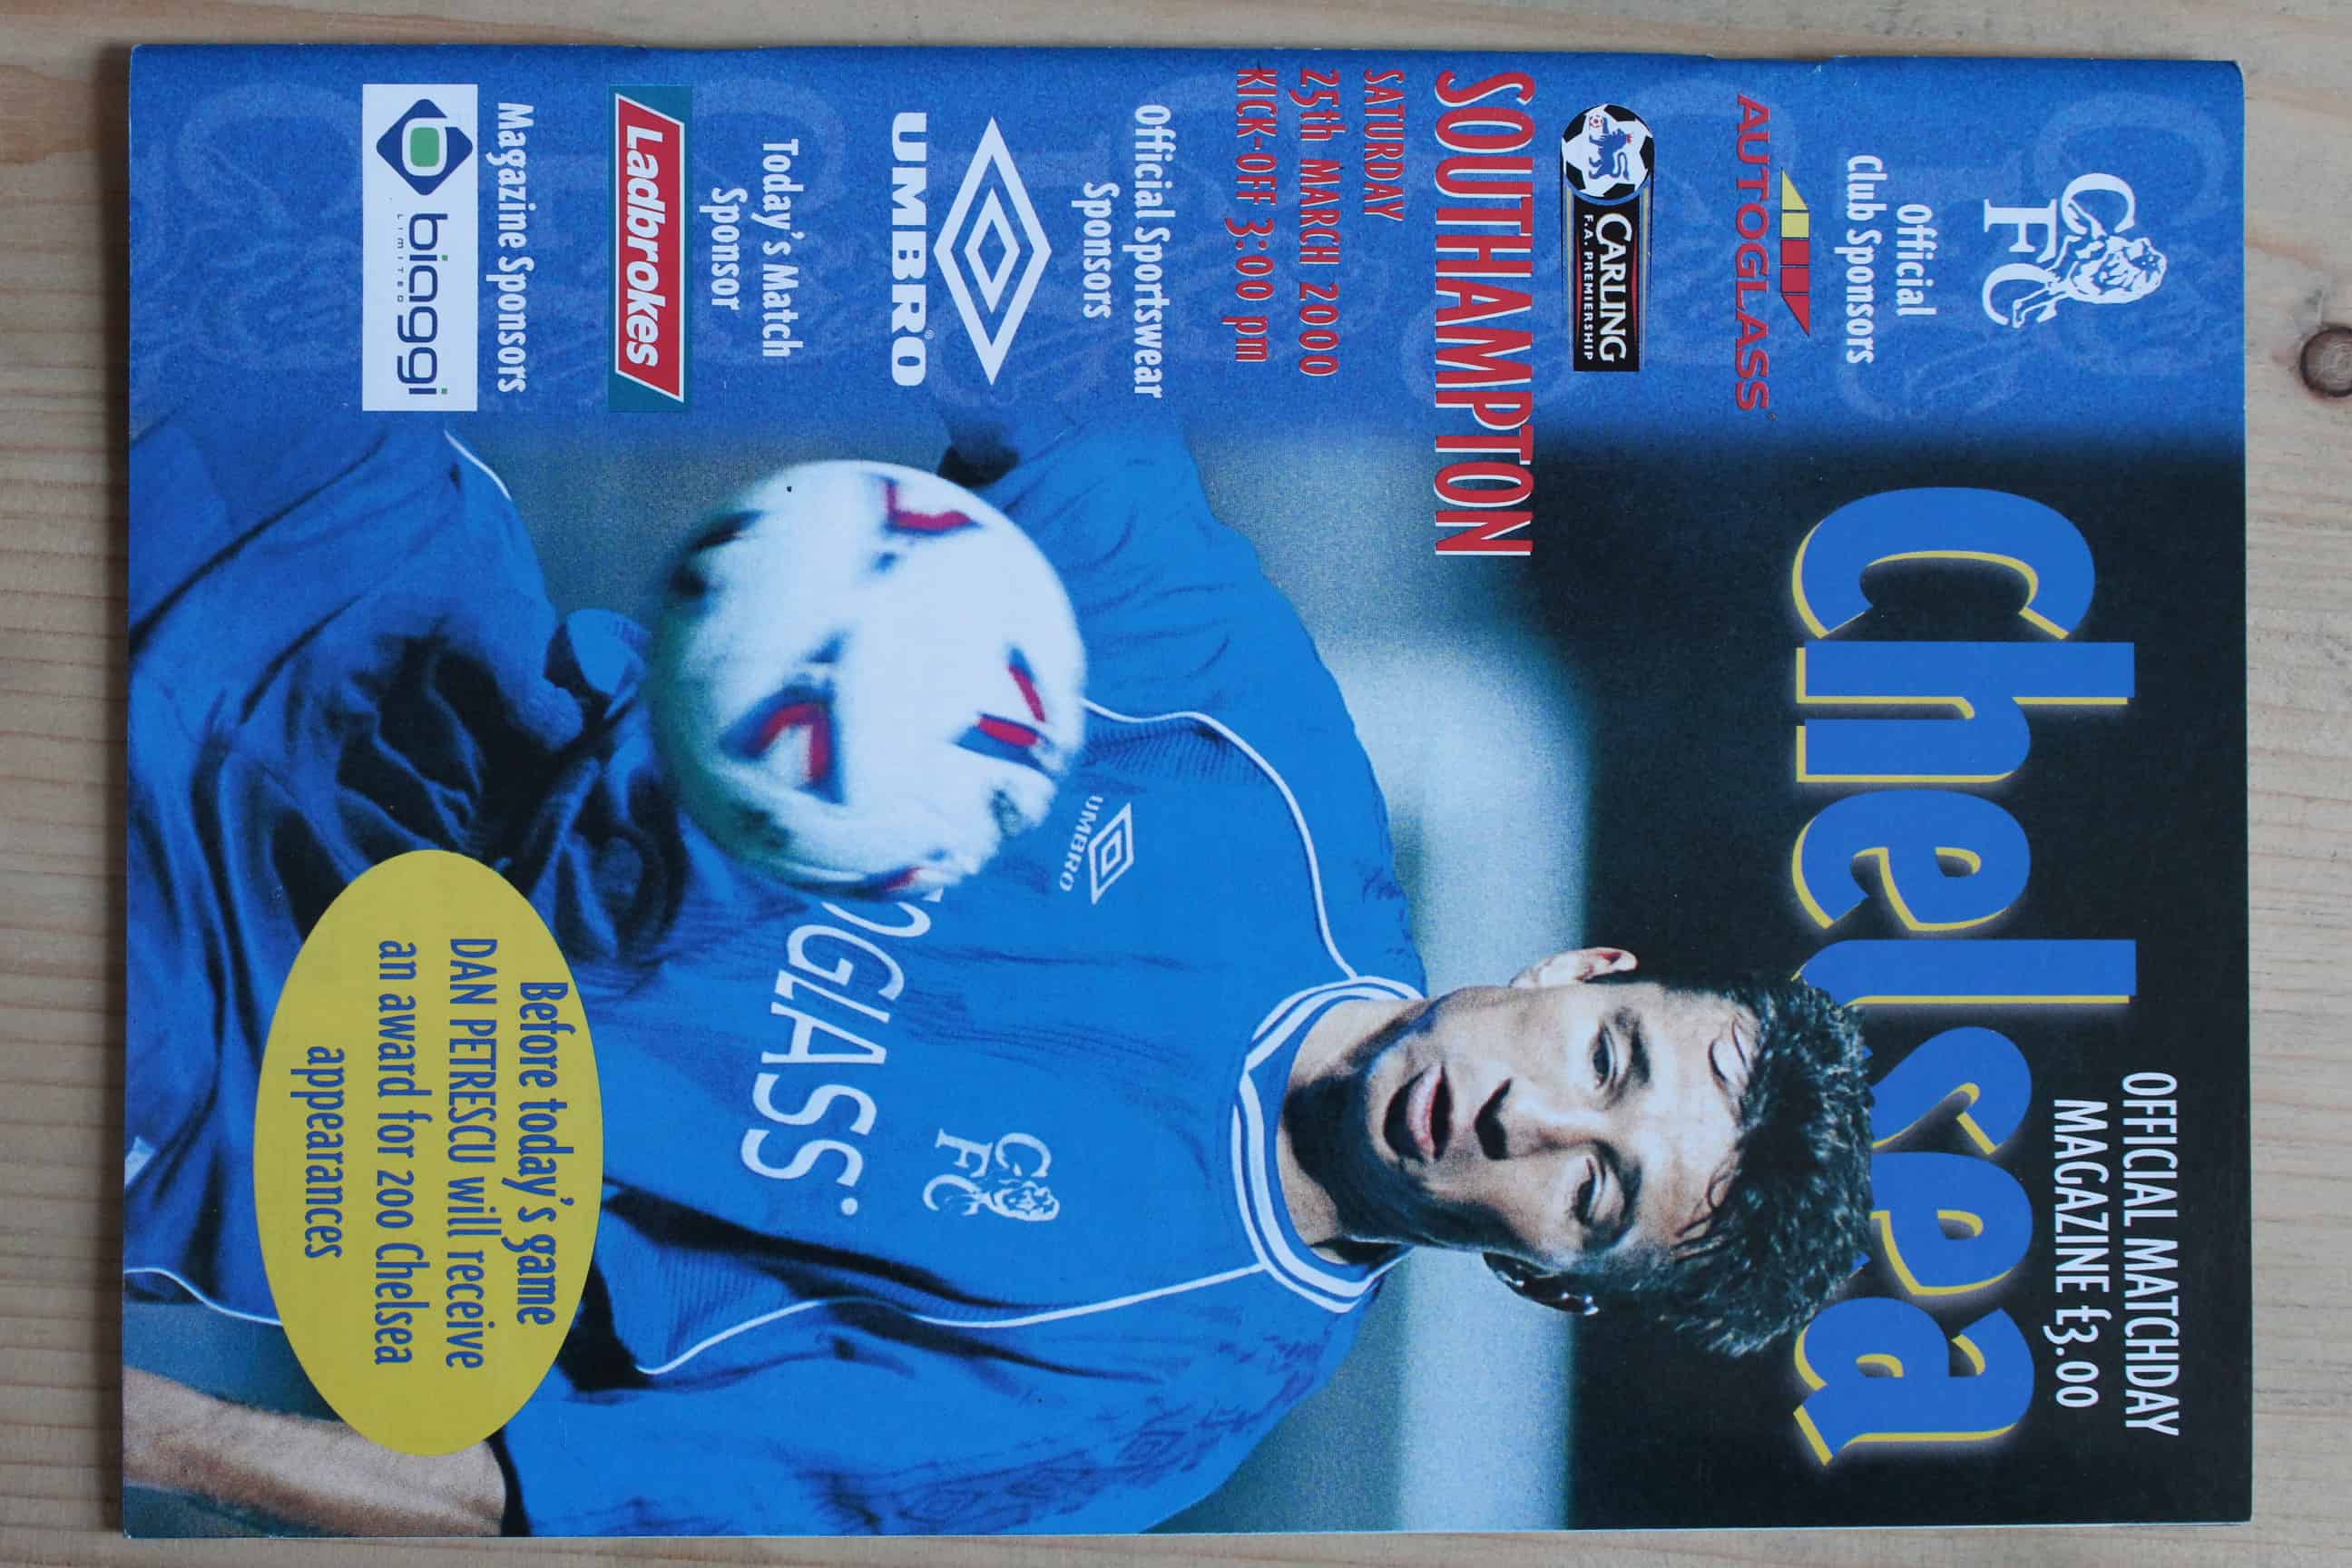 OFFICIAL MATCHDAY
MAGAZINE £3.00
Chelsea
CFC
Official
Club Sponsors
AUTOGLASS
CARLING
F.A. PREMIERSHIP
SOUTHAMPTON
SATURDAY
25th MARCH 2000
KICK-OFF 3:00 pm
Official Sportswear
Sponsors
UMBRO
Today's Match
Sponsor
Ladbrokes
Magazine Sponsors
biaggi
LIMITED
UMBRO
CFC
OGLASS
Before today's game
DAN PETRESCU will receive
an award for 200 Chelsea
appearances